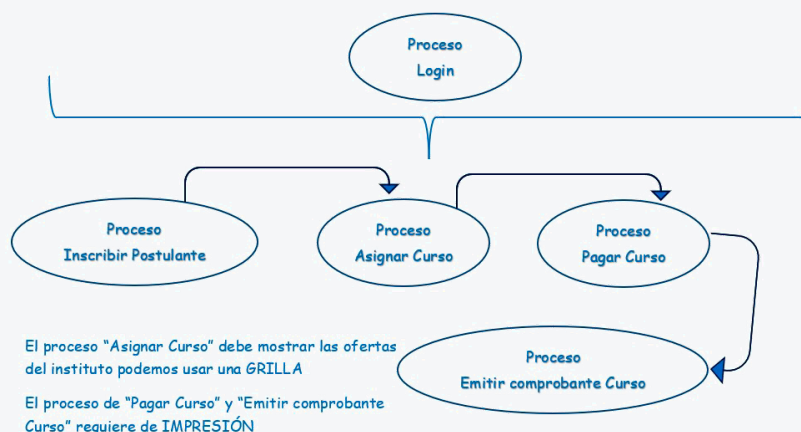 Proceso
Login
Proceso
Inscribir Postulante
Proceso
Asignar Curso
Proceso
Pagar Curso
El proceso “Asignar Curso” debe mostrar las ofertas
del instituto podemos usar una GRILLA
Proceso
Emitir comprobante Curso
El proceso de “Pagar Curso” y “Emitir comprobante
Curso” requiere de IMPRESIÓN